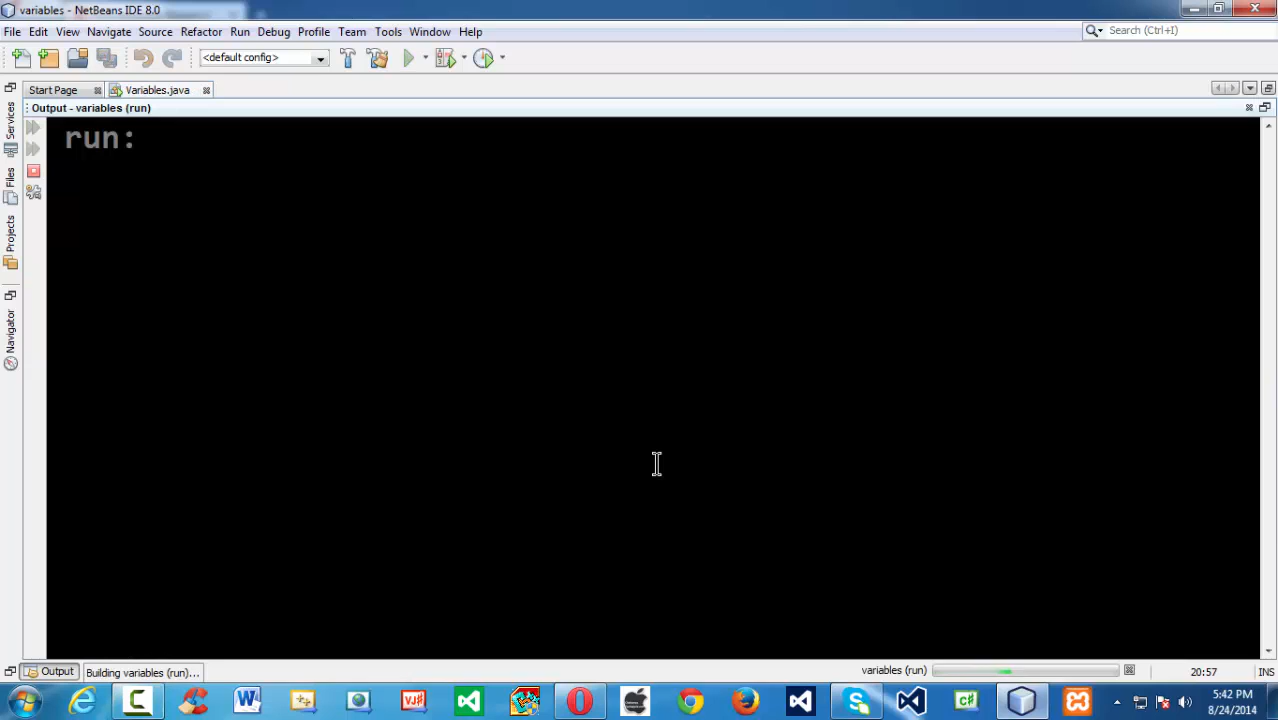 variables - NetBeans IDE 8.0
File Edit View Navigate Source Refactor Run Debug Profile Team Tools Window Help
Search (Ctrl+I)
<default config>
Start Page
Variables.java
Output - variables (run)
run:
Services
Files
Projects
Navigator
Output
Building variables (run)...
variables (run)
20:57
INS
5:42 PM
8/24/2014